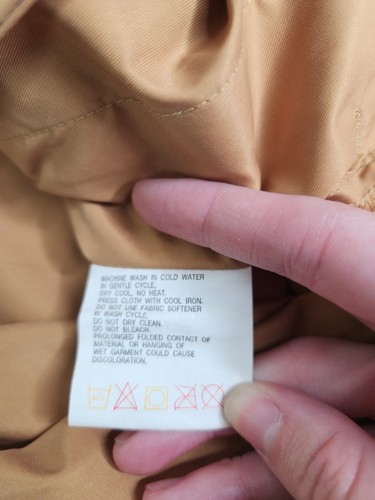 MACHINE WASH IN COLD WATER
IN GENTLE CYCLE.
DRY COOL, NO HEAT.
PRESS CLOTH WITH COOL IRON.
DO NOT USE FABRIC SOFTENER
IN WASH CYCLE.
DO NOT DRY CLEAN.
DO NOT BLEACH.
PROLONGED FOLDED CONTACT OF
MATERIAL OR HANGING OF
WET GARMENT COULD CAUSE
DISCOLORATION.